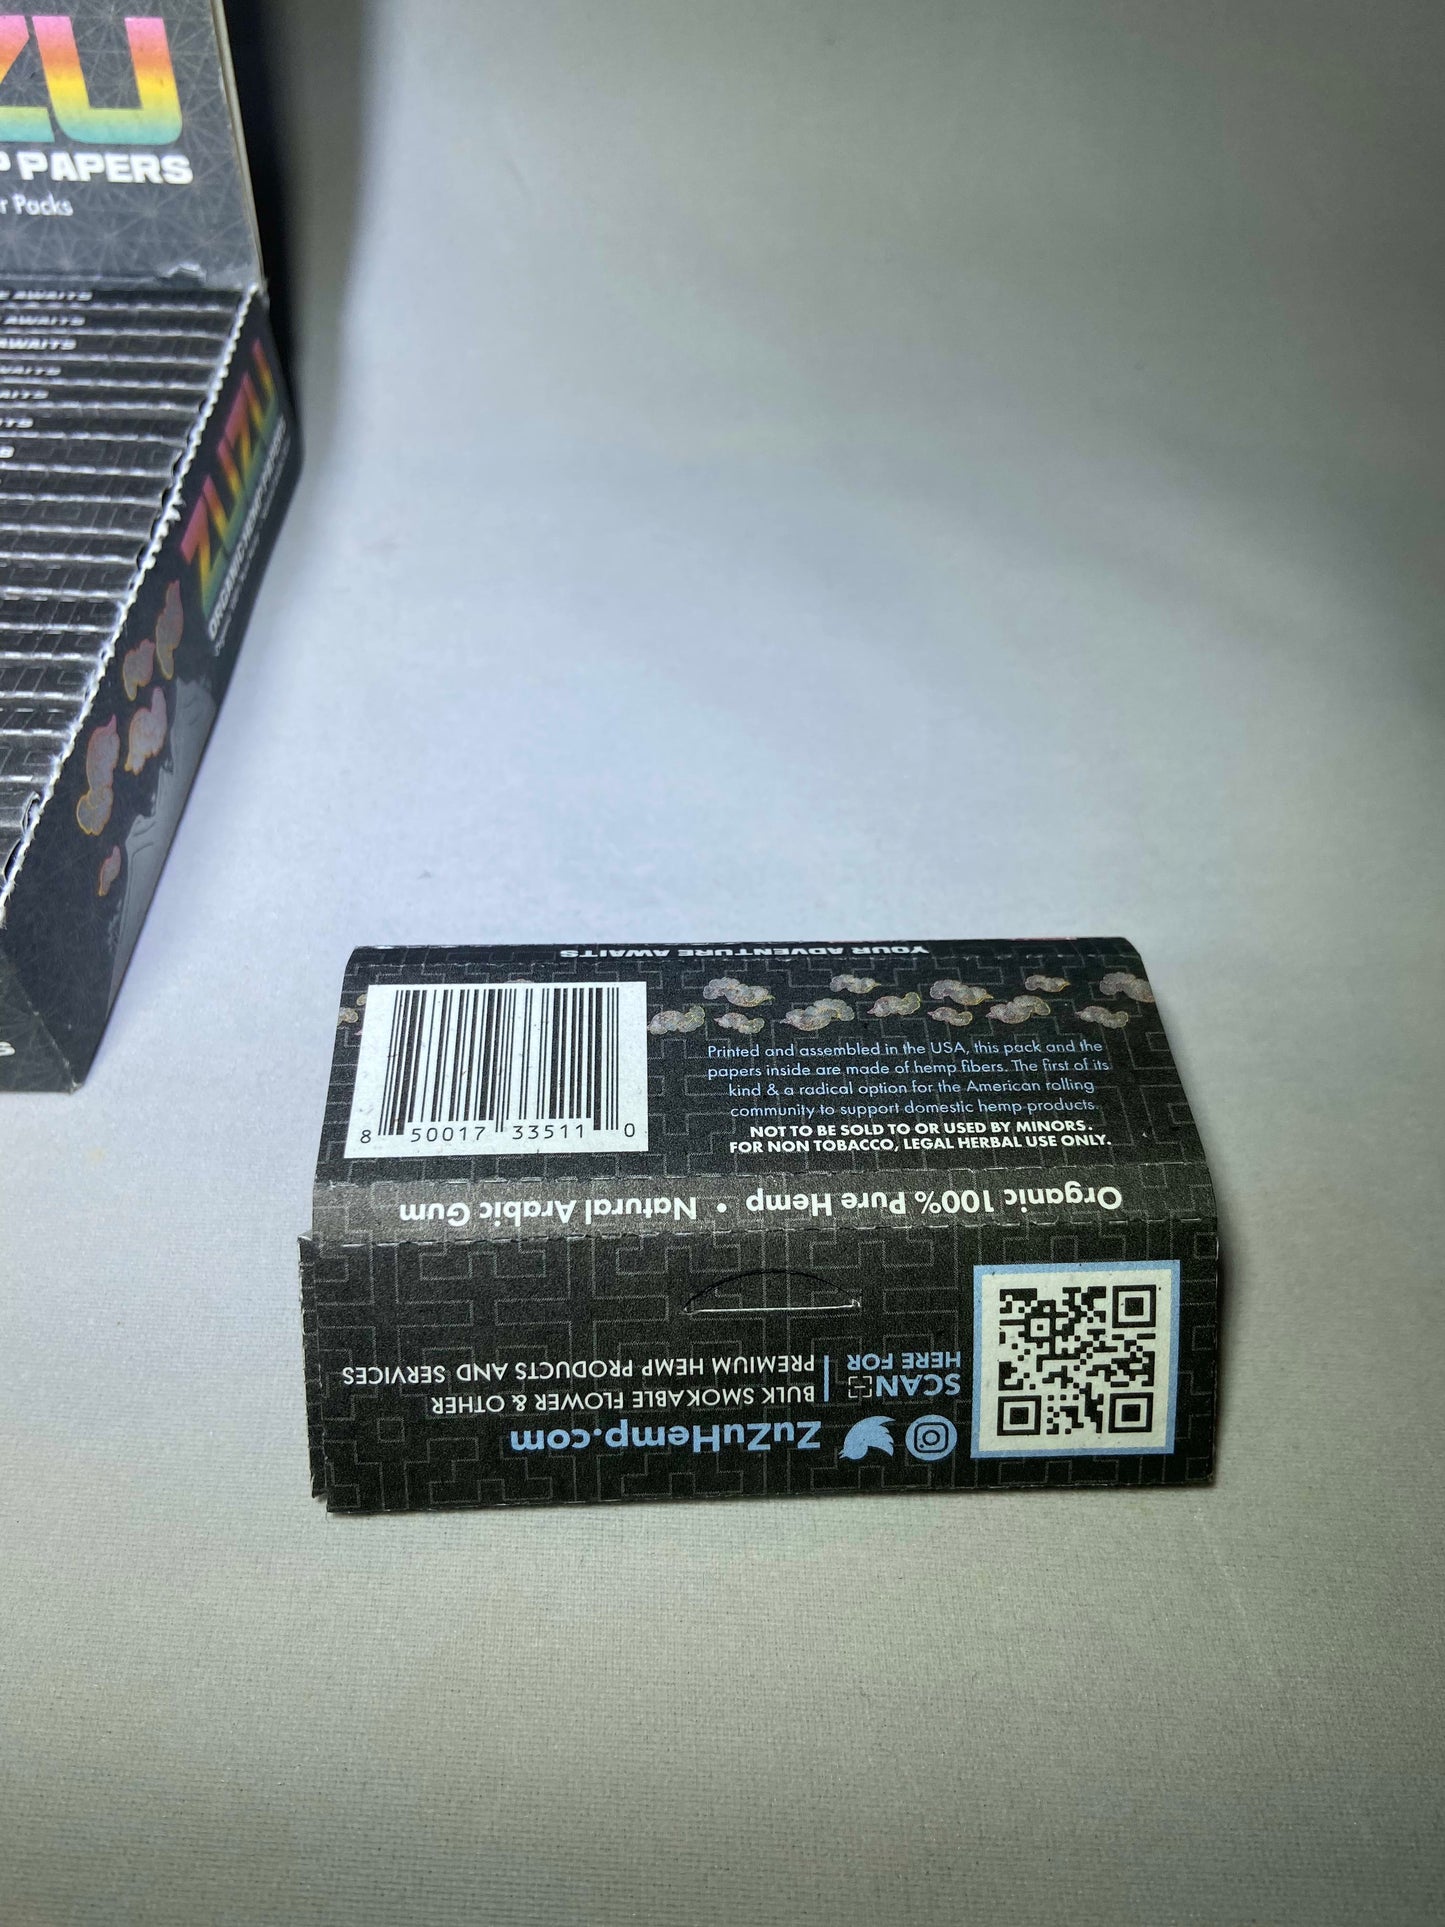 ZU
PAPERS
Packs
AWAITS
AWAITS
AWAITS
ZUZU
YOUR ADVENTURE AWAITS
8 50017 33511 0
Printed and assembled in the USA, this pack and the
papers inside are made of hemp fibers. The first of its
kind & a radical option for the American rolling
community to support domestic hemp products.
NOT TO BE SOLD TO OR USED BY MINORS.
FOR NON TOBACCO, LEGAL HERBAL USE ONLY.
Organic 100% Pure Hemp • Natural Arabic Gum
ZuZuHemp.com
SCAN
HERE FOR
BULK SMOKABLE FLOWER & OTHER
PREMIUM HEMP PRODUCTS AND SERVICES